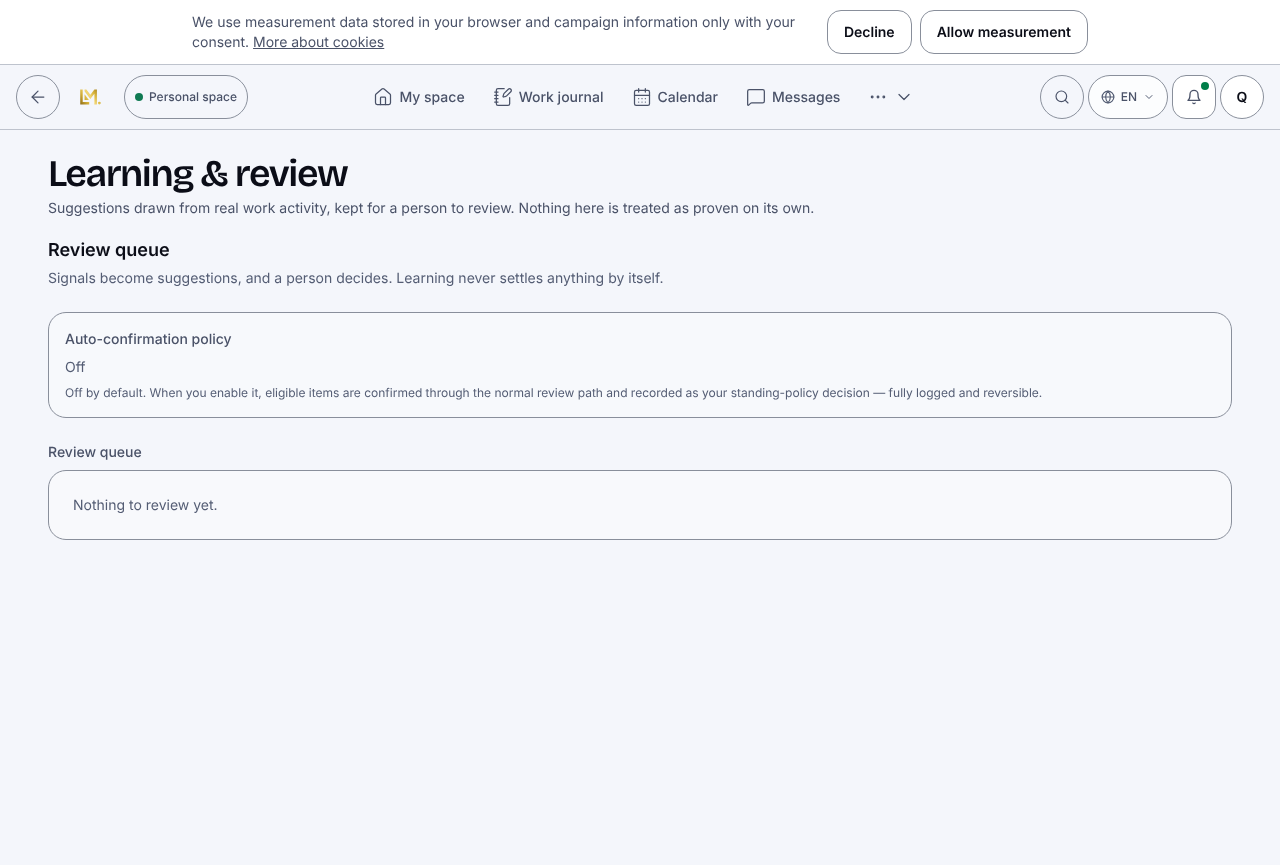 We use measurement data stored in your browser and campaign information only with your
consent. More about cookies
Decline
Allow measurement
LM.
Personal space
My space
Work journal
Calendar
Messages
EN
Q
Learning & review
Suggestions drawn from real work activity, kept for a person to review. Nothing here is treated as proven on its own.
Review queue
Signals become suggestions, and a person decides. Learning never settles anything by itself.
Auto-confirmation policy
Off
Off by default. When you enable it, eligible items are confirmed through the normal review path and recorded as your standing-policy decision — fully logged and reversible.
Review queue
Nothing to review yet.